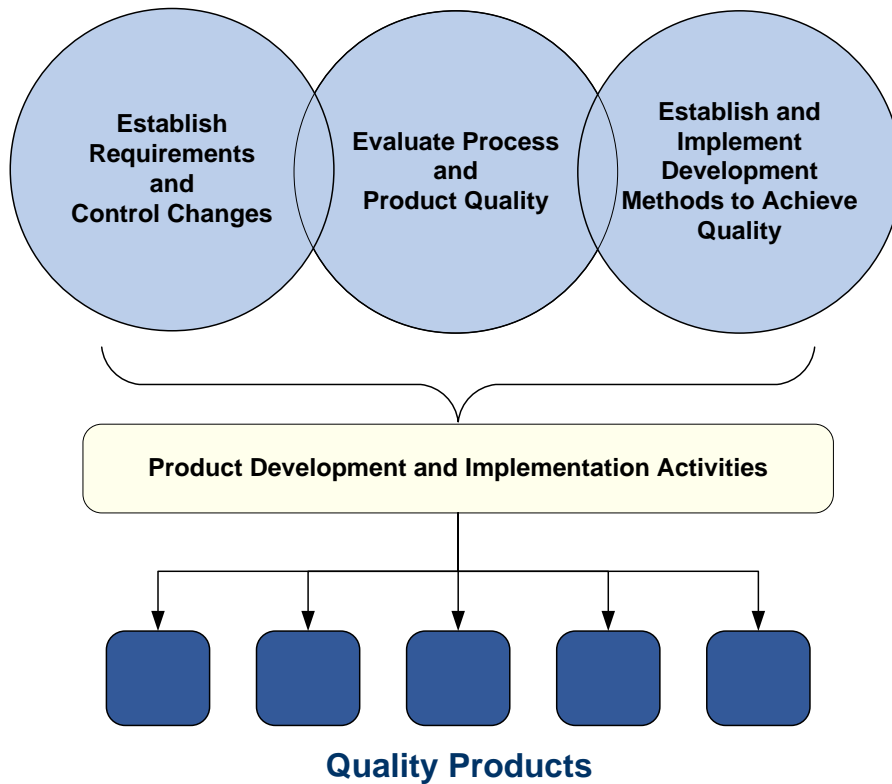 Establish
Requirements
and
Control Changes
Evaluate Process
and
Product Quality
Establish and
Implement
Development
Methods to Achieve
Quality
Product Development and Implementation Activities
Quality Products